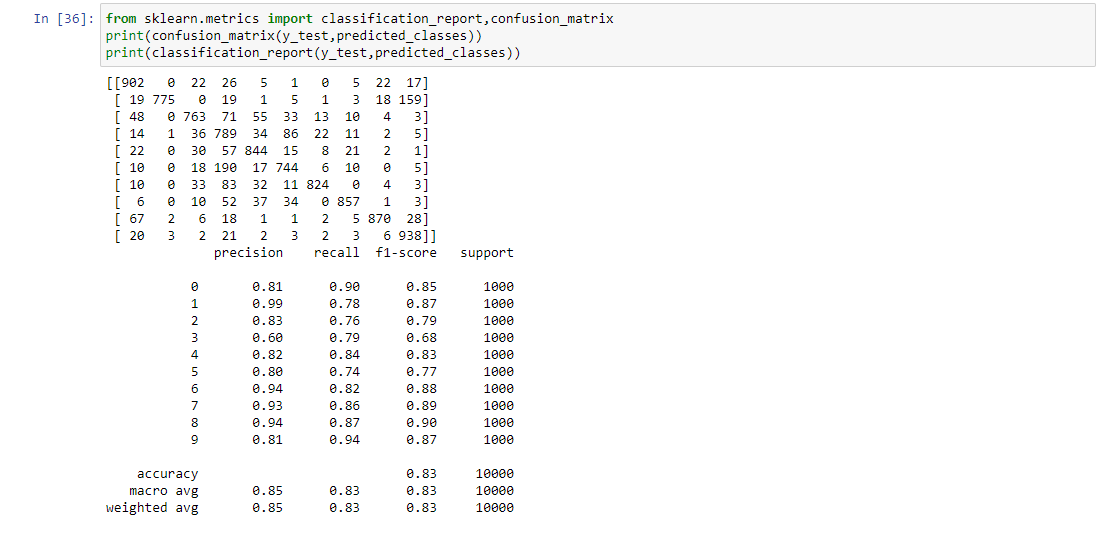 In [36]: from sklearn.metrics import classification_report,confusion_matrix
print(confusion_matrix(y_test,predicted_classes))
print(classification_report(y_test,predicted_classes))
[[902   0  22  26   5   1   0   5  22  17]
 [ 19 775   0  19   1   5   1   3  18 159]
 [ 48   0 763  71  55  33  13  10   4   3]
 [ 14   1  36 789  34  86  22  11   2   5]
 [ 22   0  30  57 844  15   8  21   2   1]
 [ 10   0  18 190  17 744   6  10   0   5]
 [ 10   0  33  83  32  11 824   0   4   3]
 [  6   0  10  52  37  34   0 857   1   3]
 [ 67   2   6  18   1   1   2   5 870  28]
 [ 20   3   2  21   2   3   2   3   6 938]]
              precision    recall  f1-score   support
           0       0.81      0.90      0.85      1000
           1       0.99      0.78      0.87      1000
           2       0.83      0.76      0.79      1000
           3       0.60      0.79      0.68      1000
           4       0.82      0.84      0.83      1000
           5       0.80      0.74      0.77      1000
           6       0.94      0.82      0.88      1000
           7       0.93      0.86      0.89      1000
           8       0.94      0.87      0.90      1000
           9       0.81      0.94      0.87      1000
    accuracy                           0.83     10000
   macro avg       0.85      0.83      0.83     10000
weighted avg       0.85      0.83      0.83     10000